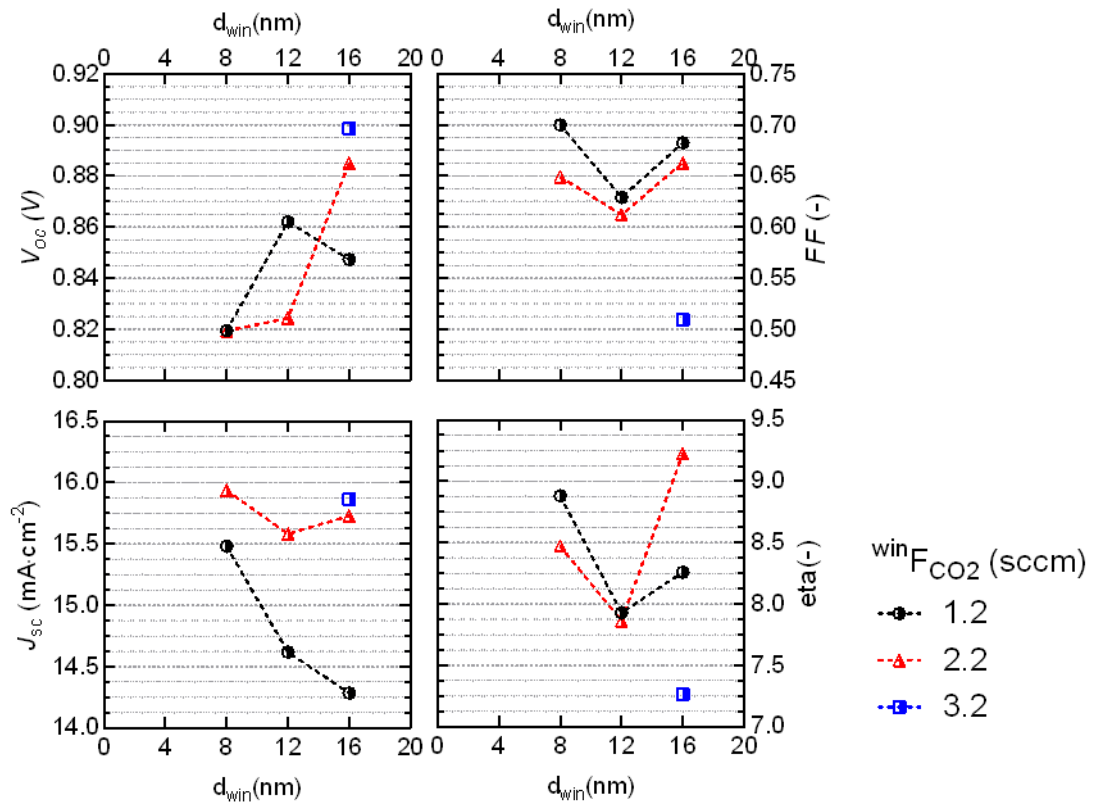 d_win(nm) d_win(nm)
0 4 8 12 16 20 0 4 8 12 16 20
0.92 0.75
0.90 0.70
0.88 0.65
0.86 0.60
0.84 0.55
0.82 0.50
0.80 0.45
V_oc (V)
FF (-)
16.5 9.5
16.0 9.0
15.5 8.5
15.0 8.0
14.5 7.5
14.0 7.0
J_sc (mA·cm⁻²)
eta(-)
0 4 8 12 16 20 0 4 8 12 16 20
d_win(nm) d_win(nm)
ʷⁱⁿF_CO2 (sccm)
1.2
2.2
3.2